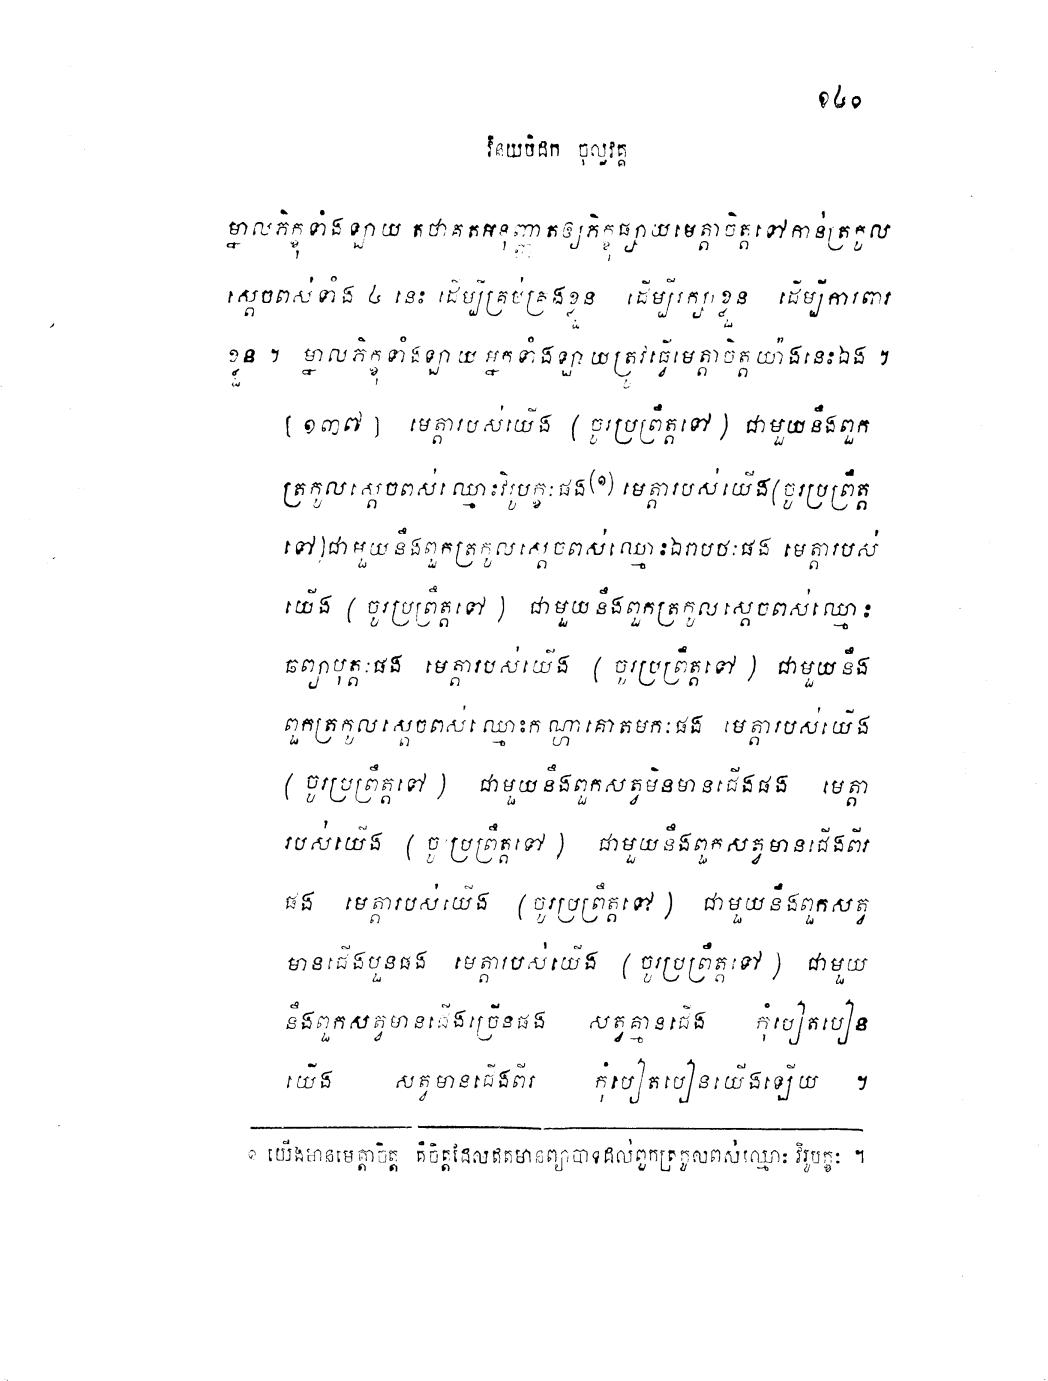 ១៤០
វិនយបិដក ចុល្លវគ្គ
ម្នាលភិក្ខុទាំងឡាយ តថាគតអនុញ្ញាតឲ្យភិក្ខុផ្សាយមេត្តាចិត្តទៅកាន់ត្រកូល
ស្តេចពស់ទាំង ៤ នេះ ដើម្បីគ្រប់គ្រងខ្លួន ដើម្បីរក្សាខ្លួន ដើម្បីការពារ
ខ្លួន ។ ម្នាលភិក្ខុទាំងឡាយ អ្នកទាំងឡាយត្រូវធ្វើមេត្តាចិត្តយ៉ាងនេះឯង ។
[ ១៣៧ ] មេត្តារបស់យើង ( ចូរប្រព្រឹត្តទៅ ) ជាមួយនឹងពួក
ត្រកូលស្តេចពស់ឈ្មោះវិរូបក្ខៈផង(១) មេត្តារបស់យើង(ចូរប្រព្រឹត្ត
ទៅ)ជាមួយនឹងពួកត្រកូលស្តេចពស់ឈ្មោះឯរាបថៈផង មេត្តារបស់
យើង ( ចូរប្រព្រឹត្តទៅ ) ជាមួយនឹងពួកត្រកូលស្តេចពស់ឈ្មោះ
ឆព្យាបុត្តៈផង មេត្តារបស់យើង ( ចូរប្រព្រឹត្តទៅ ) ជាមួយនឹង
ពួកត្រកូលស្តេចពស់ឈ្មោះកណ្ហាគោតមកៈផង មេត្តារបស់យើង
( ចូរប្រព្រឹត្តទៅ ) ជាមួយនឹងពួកសត្វមិនមានជើងផង មេត្តា
របស់យើង ( ចូរប្រព្រឹត្តទៅ ) ជាមួយនឹងពួកសត្វមានជើងពីរ
ផង មេត្តារបស់យើង ( ចូរប្រព្រឹត្តទៅ ) ជាមួយនឹងពួកសត្វ
មានជើងបួនផង មេត្តារបស់យើង ( ចូរប្រព្រឹត្តទៅ ) ជាមួយ
នឹងពួកសត្វមានជើងច្រើនផង សត្វគ្មានជើង កុំបៀតបៀន
យើង សត្វមានជើងពីរ កុំបៀតបៀនយើងឡើយ ។
១ យើងមានមេត្តាចិត្ត គឺចិត្តដែលឥតមានព្យាបាទដល់ពួកត្រកូលពស់ឈ្មោះ វិរូបក្ខៈ ។